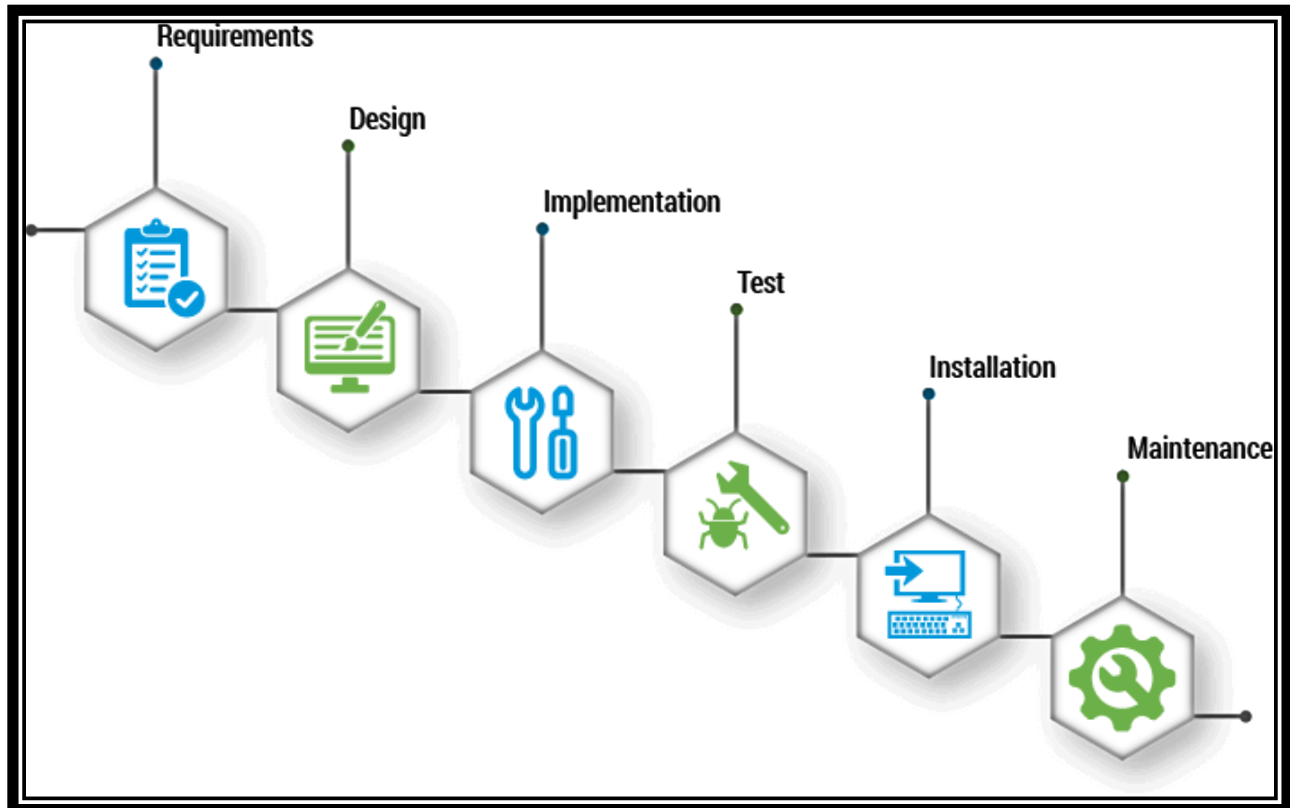 Requirements
Design
Implementation
Test
Installation
Maintenance